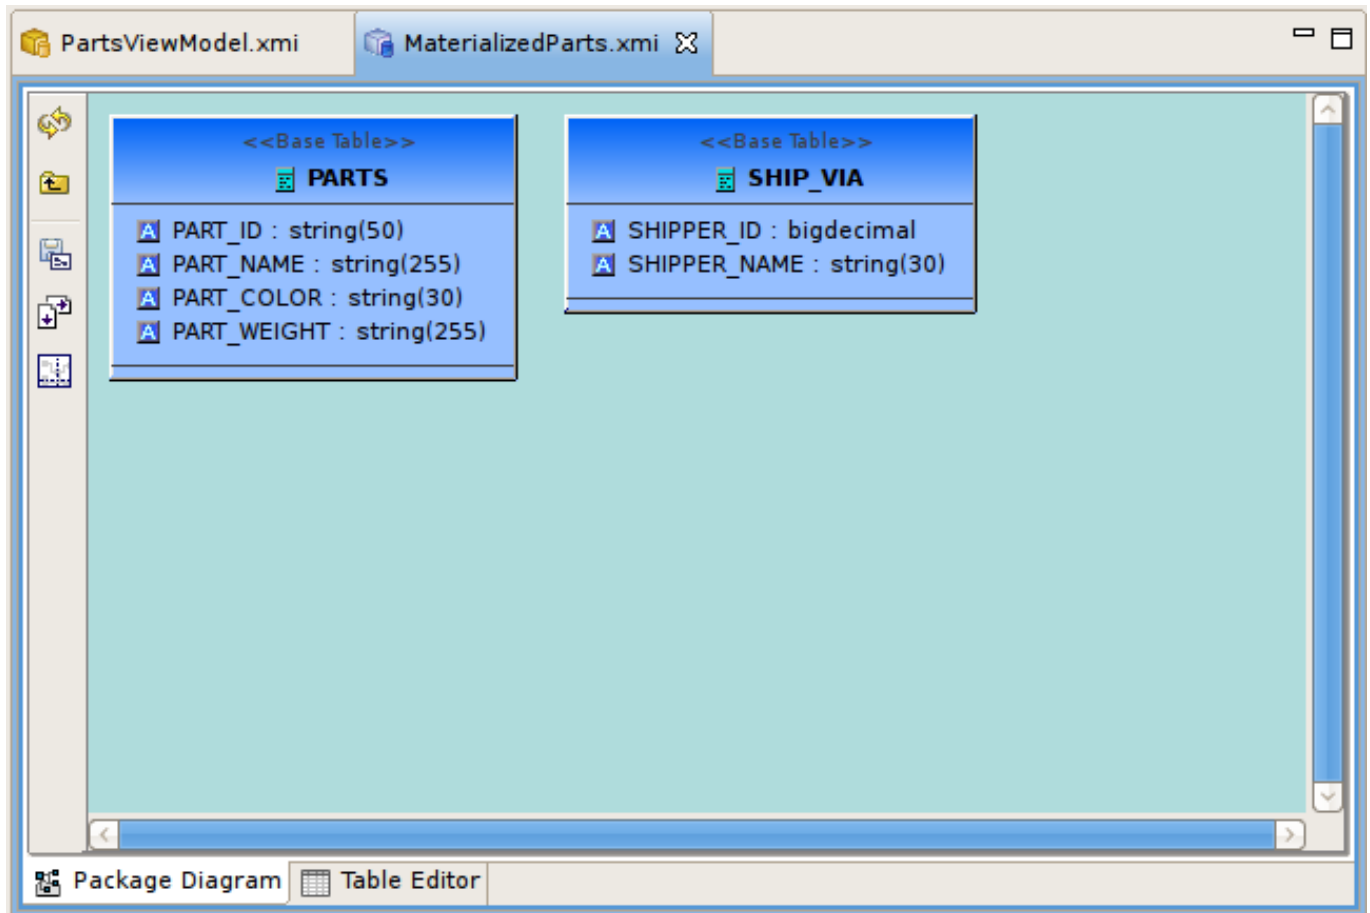 PartsViewModel.xmi
MaterializedParts.xmi
<<Base Table>>
PARTS
PART_ID : string(50)
PART_NAME : string(255)
PART_COLOR : string(30)
PART_WEIGHT : string(255)
<<Base Table>>
SHIP_VIA
SHIPPER_ID : bigdecimal
SHIPPER_NAME : string(30)
Package Diagram
Table Editor